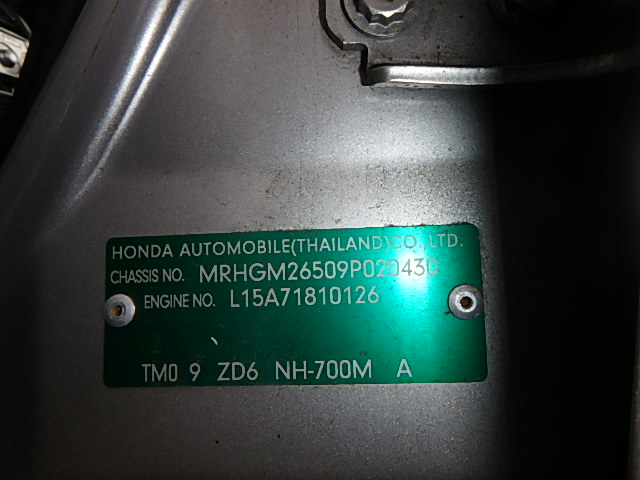 HONDA AUTOMOBILE(THAILAND)CO.,LTD.
CHASSIS NO. MRHGM26509P020430
ENGINE NO. L15A71810126
TM0 9 ZD6 NH-700M A